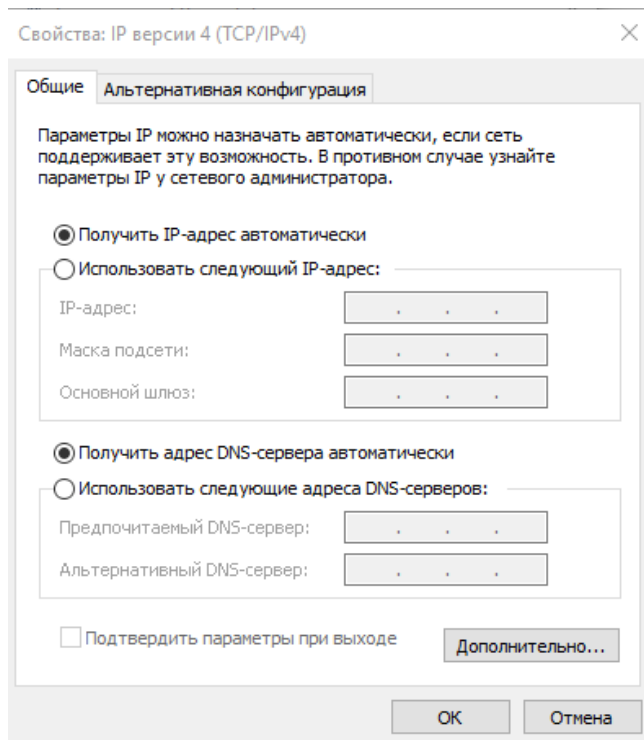 Свойства: IP версии 4 (TCP/IPv4)
Общие
Альтернативная конфигурация
Параметры IP можно назначать автоматически, если сеть
поддерживает эту возможность. В противном случае узнайте
параметры IP у сетевого администратора.
Получить IP-адрес автоматически
Использовать следующий IP-адрес:
IP-адрес:
Маска подсети:
Основной шлюз:
Получить адрес DNS-сервера автоматически
Использовать следующие адреса DNS-серверов:
Предпочитаемый DNS-сервер:
Альтернативный DNS-сервер:
Подтвердить параметры при выходе
Дополнительно...
ОК
Отмена